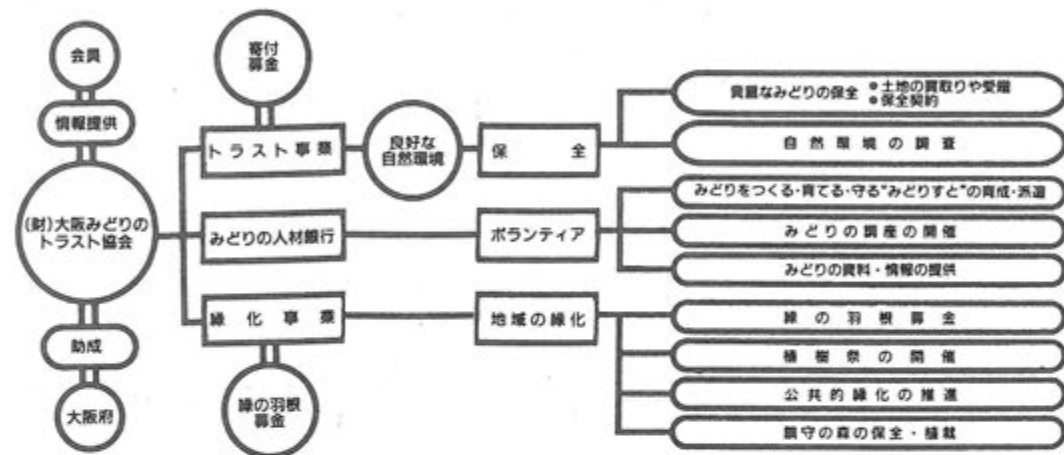 会員
情報提供
(財)大阪みどりの
トラスト協会
助成
大阪府
寄付
募金
トラスト事業
良好な
自然環境
保全
貴重なみどりの保全 ●土地の買取りや受贈
●保全契約
自然環境の調査
みどりの人材銀行
ボランティア
みどりをつくる・育てる・守る“みどりすと”の育成・派遣
みどりの講座の開催
みどりの資料・情報の提供
緑化事業
緑の羽根
募金
地域の緑化
緑の羽根募金
植樹祭の開催
公共的緑化の推進
鎮守の森の保全・植栽